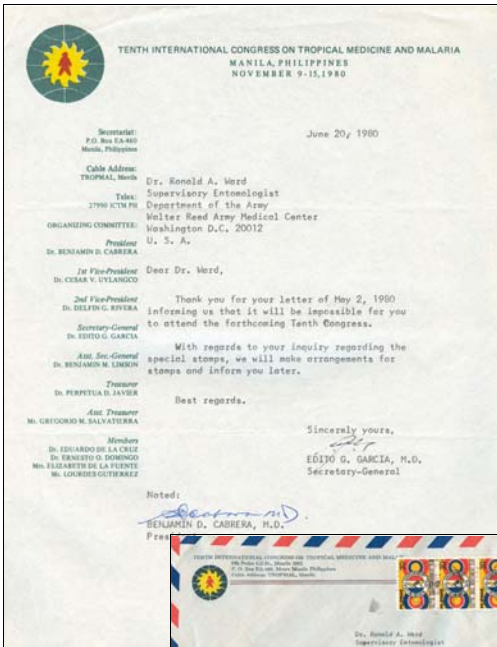 TENTH INTERNATIONAL CONGRESS ON TROPICAL MEDICINE AND MALARIA
MANILA, PHILIPPINES
NOVEMBER 9-15, 1980
June 20, 1980
Secretariat:
P.O. Box EA-460
Manila, Philippines
Cable Address:
TROPMAL, Manila
Telex:
27950 ICTM PH
ORGANIZING COMMITTEE:
President
Dr. BENJAMIN D. CABRERA
1st Vice-President
Dr. CESAR V. UYLANGCO
2nd Vice-President
Dr. DELFIN G. RIVERA
Secretary-General
Dr. EDITO G. GARCIA
Asst. Sec.-General
Dr. BENJAMIN M. LIMSON
Treasurer
Dr. PERPETUA D. JAVIER
Asst. Treasurer
Mr. GREGORIO M. SALVATIERRA
Members
Dr. EDUARDO DE LA CRUZ
Dr. ERNESTO O. DOMINGO
Mrs. ELIZABETH DE LA FUENTE
Ms. LOURDES GUTIERREZ
Dr. Ronald A. Ward
Supervisory Entomologist
Department of the Army
Walter Reed Army Medical Center
Washington D.C. 20012
U. S. A.
Dear Dr. Ward,
Thank you for your letter of May 2, 1980
informing us that it will be impossible for you
to attend the forthcoming Tenth Congress.
With regards to your inquiry regarding the
special stamps, we will make arrangements for
stamps and inform you later.
Best regards.
Sincerely yours,
EDITO G. GARCIA, M.D.
Secretary-General
Noted:
BENJAMIN D. CABRERA, M.D.
Pres
TENTH INTERNATIONAL CONGRESS ON TROPICAL MEDICINE AND MAL
Manila
Cable Address: TROPMAL, Manila
Dr. Ronald A. Ward
Supervisory Entomologist